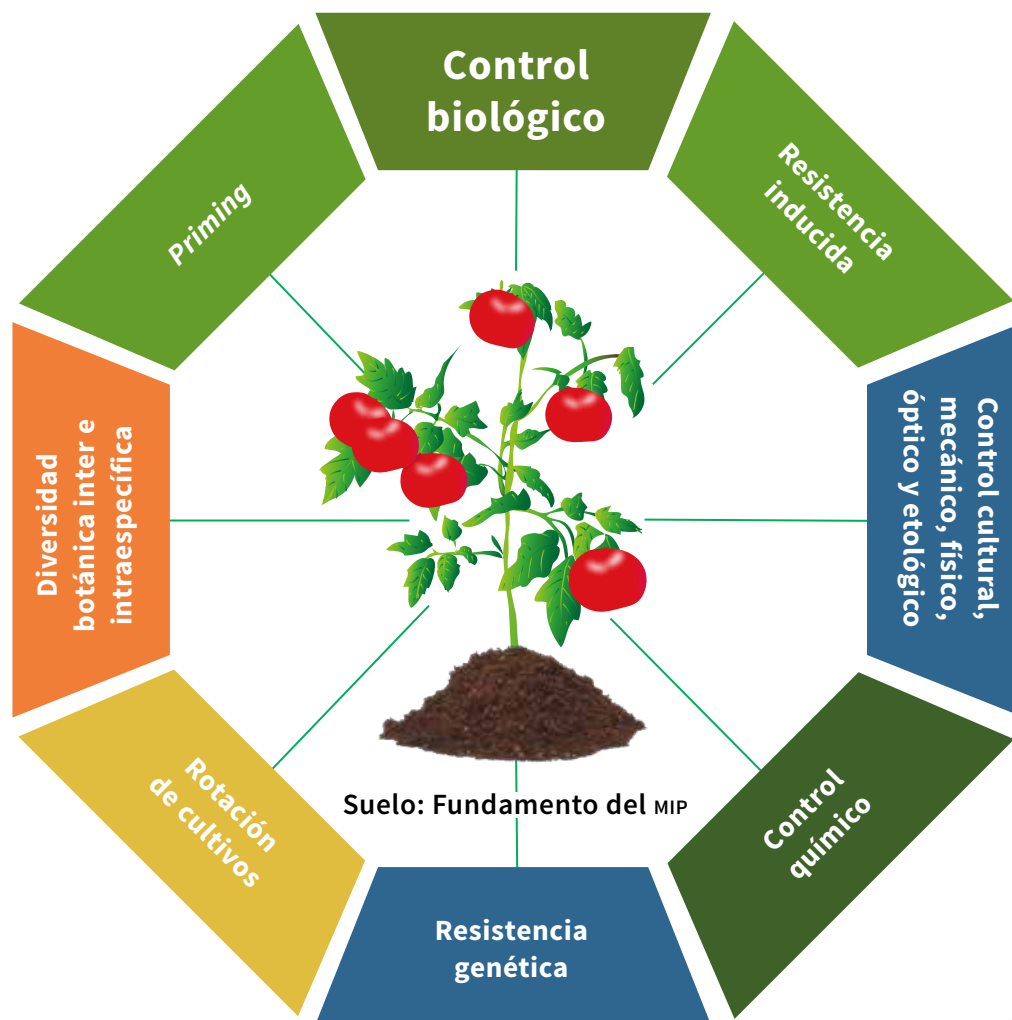 Control
biológico
Resistencia
inducida
Control cultural,
mecánico, físico,
óptico y etológico
Control
químico
Resistencia
genética
Rotación
de cultivos
Diversidad
botánica inter e
intraespecífica
Priming
Suelo: Fundamento del MIP